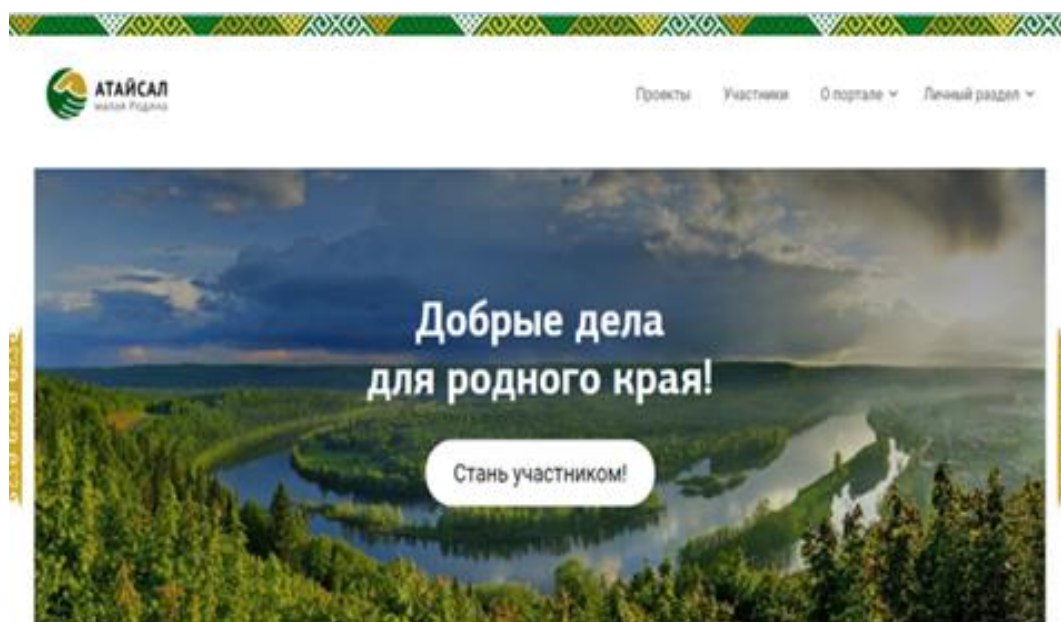 АТАЙСАЛ
малая Родина
Проекты Участники О портале Личный раздел
Добрые дела
для родного края!
Стань участником!